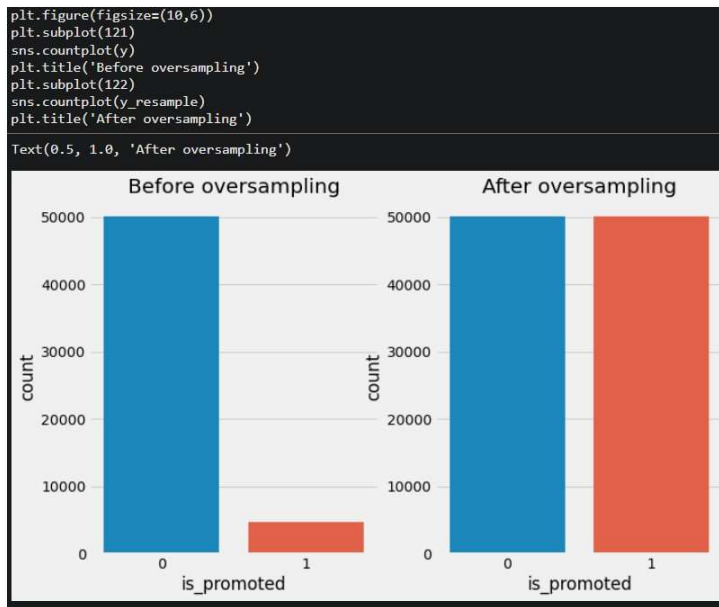 plt.figure(figsize=(10,6))
plt.subplot(121)
sns.countplot(y)
plt.title('Before oversampling')
plt.subplot(122)
sns.countplot(y_resample)
plt.title('After oversampling')
Text(0.5, 1.0, 'After oversampling')
Before oversampling
50000
40000
30000
20000
10000
0
count
0 1
is_promoted
After oversampling
50000
40000
30000
20000
10000
0
count
0 1
is_promoted